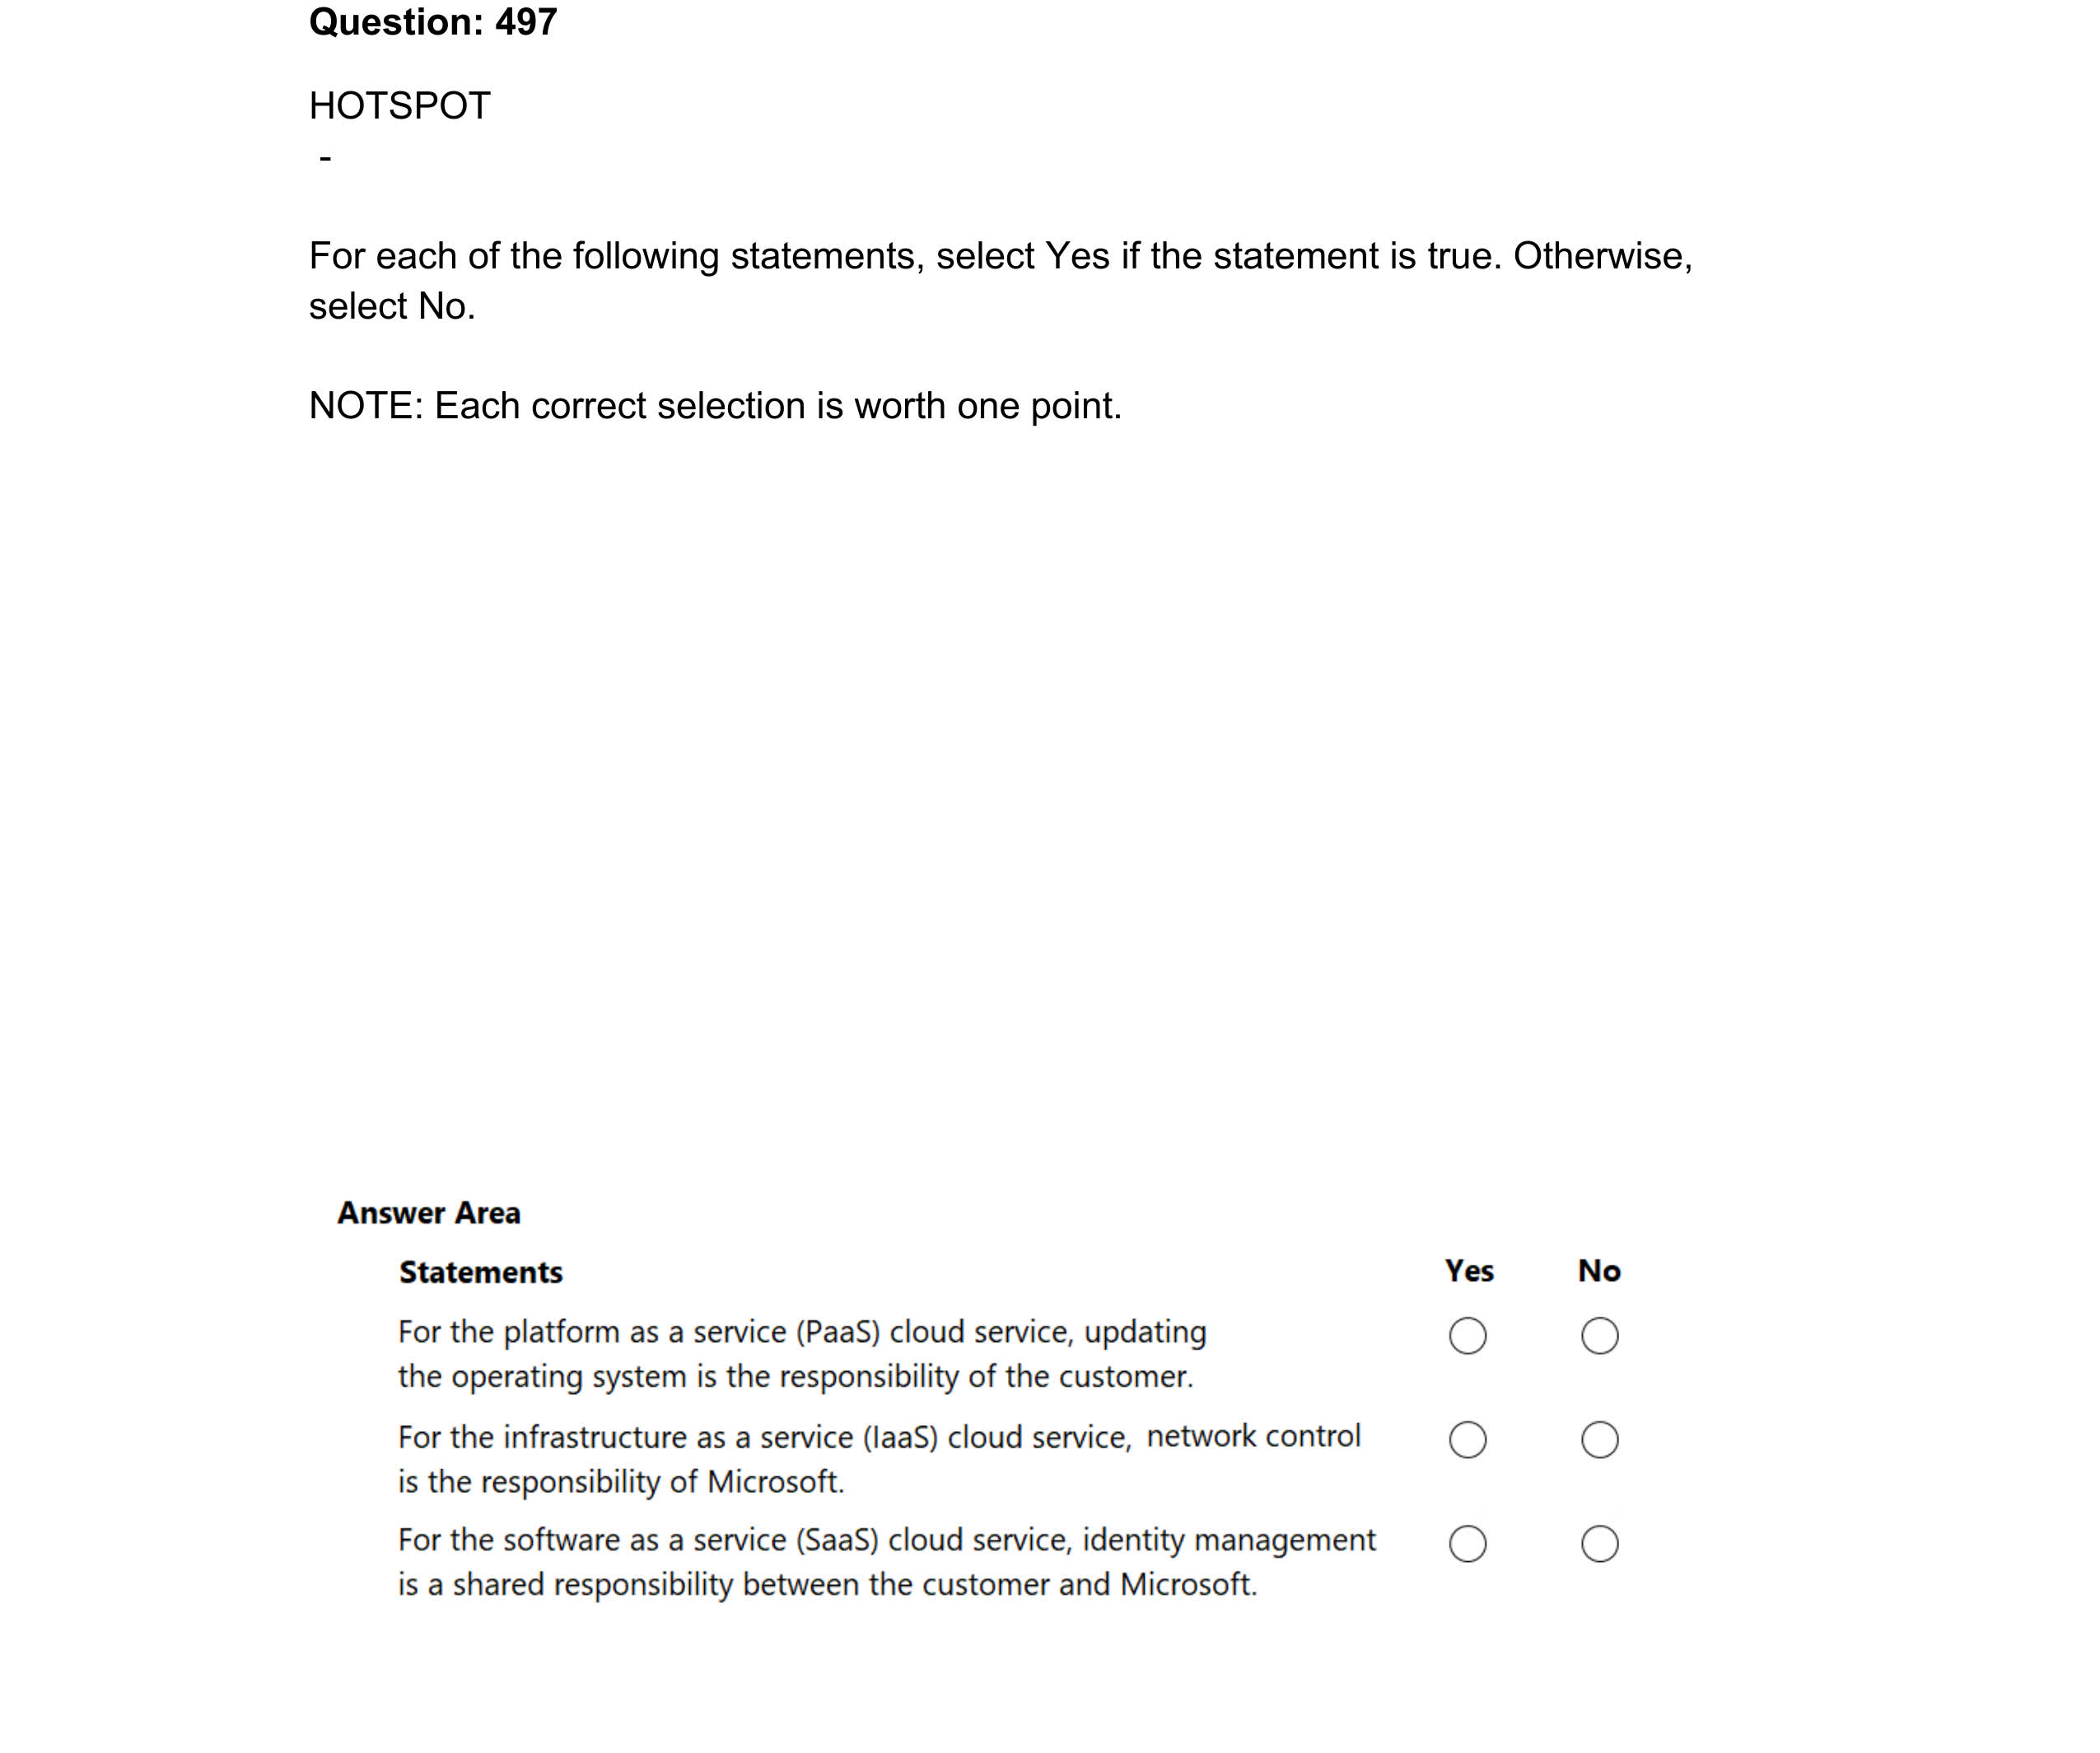 Question: 497
HOTSPOT
-
For each of the following statements, select Yes if the statement is true. Otherwise,
select No.
NOTE: Each correct selection is worth one point.
Answer Area
Statements Yes No
For the platform as a service (PaaS) cloud service, updating
the operating system is the responsibility of the customer.
For the infrastructure as a service (IaaS) cloud service, network control
is the responsibility of Microsoft.
For the software as a service (SaaS) cloud service, identity management
is a shared responsibility between the customer and Microsoft.